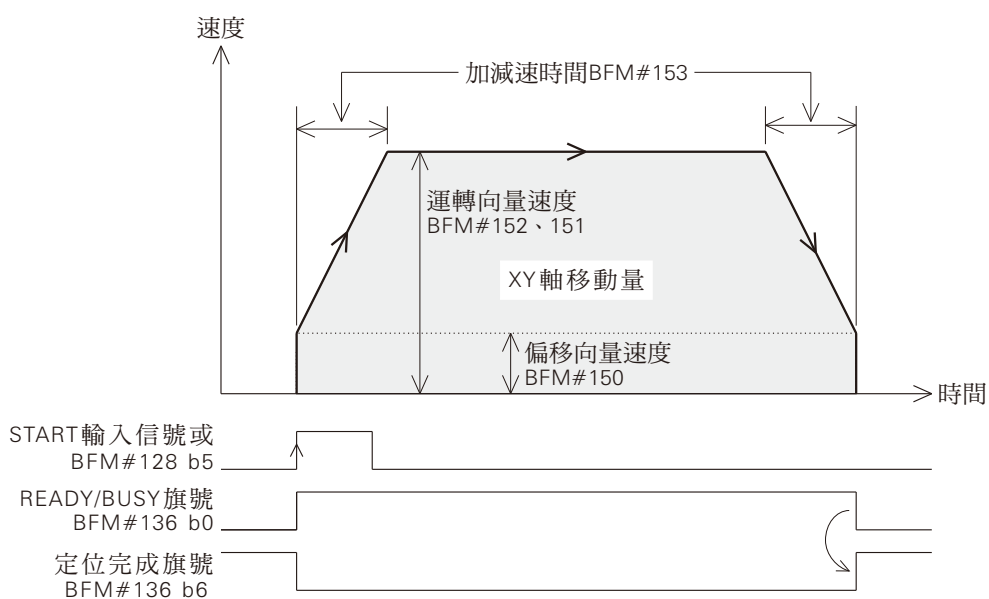 速度
加減速時間BFM#153
運轉向量速度
BFM#152、151
XY軸移動量
偏移向量速度
BFM#150
時間
START輸入信號或
BFM#128 b5
READY/BUSY旗號
BFM#136 b0
定位完成旗號
BFM#136 b6